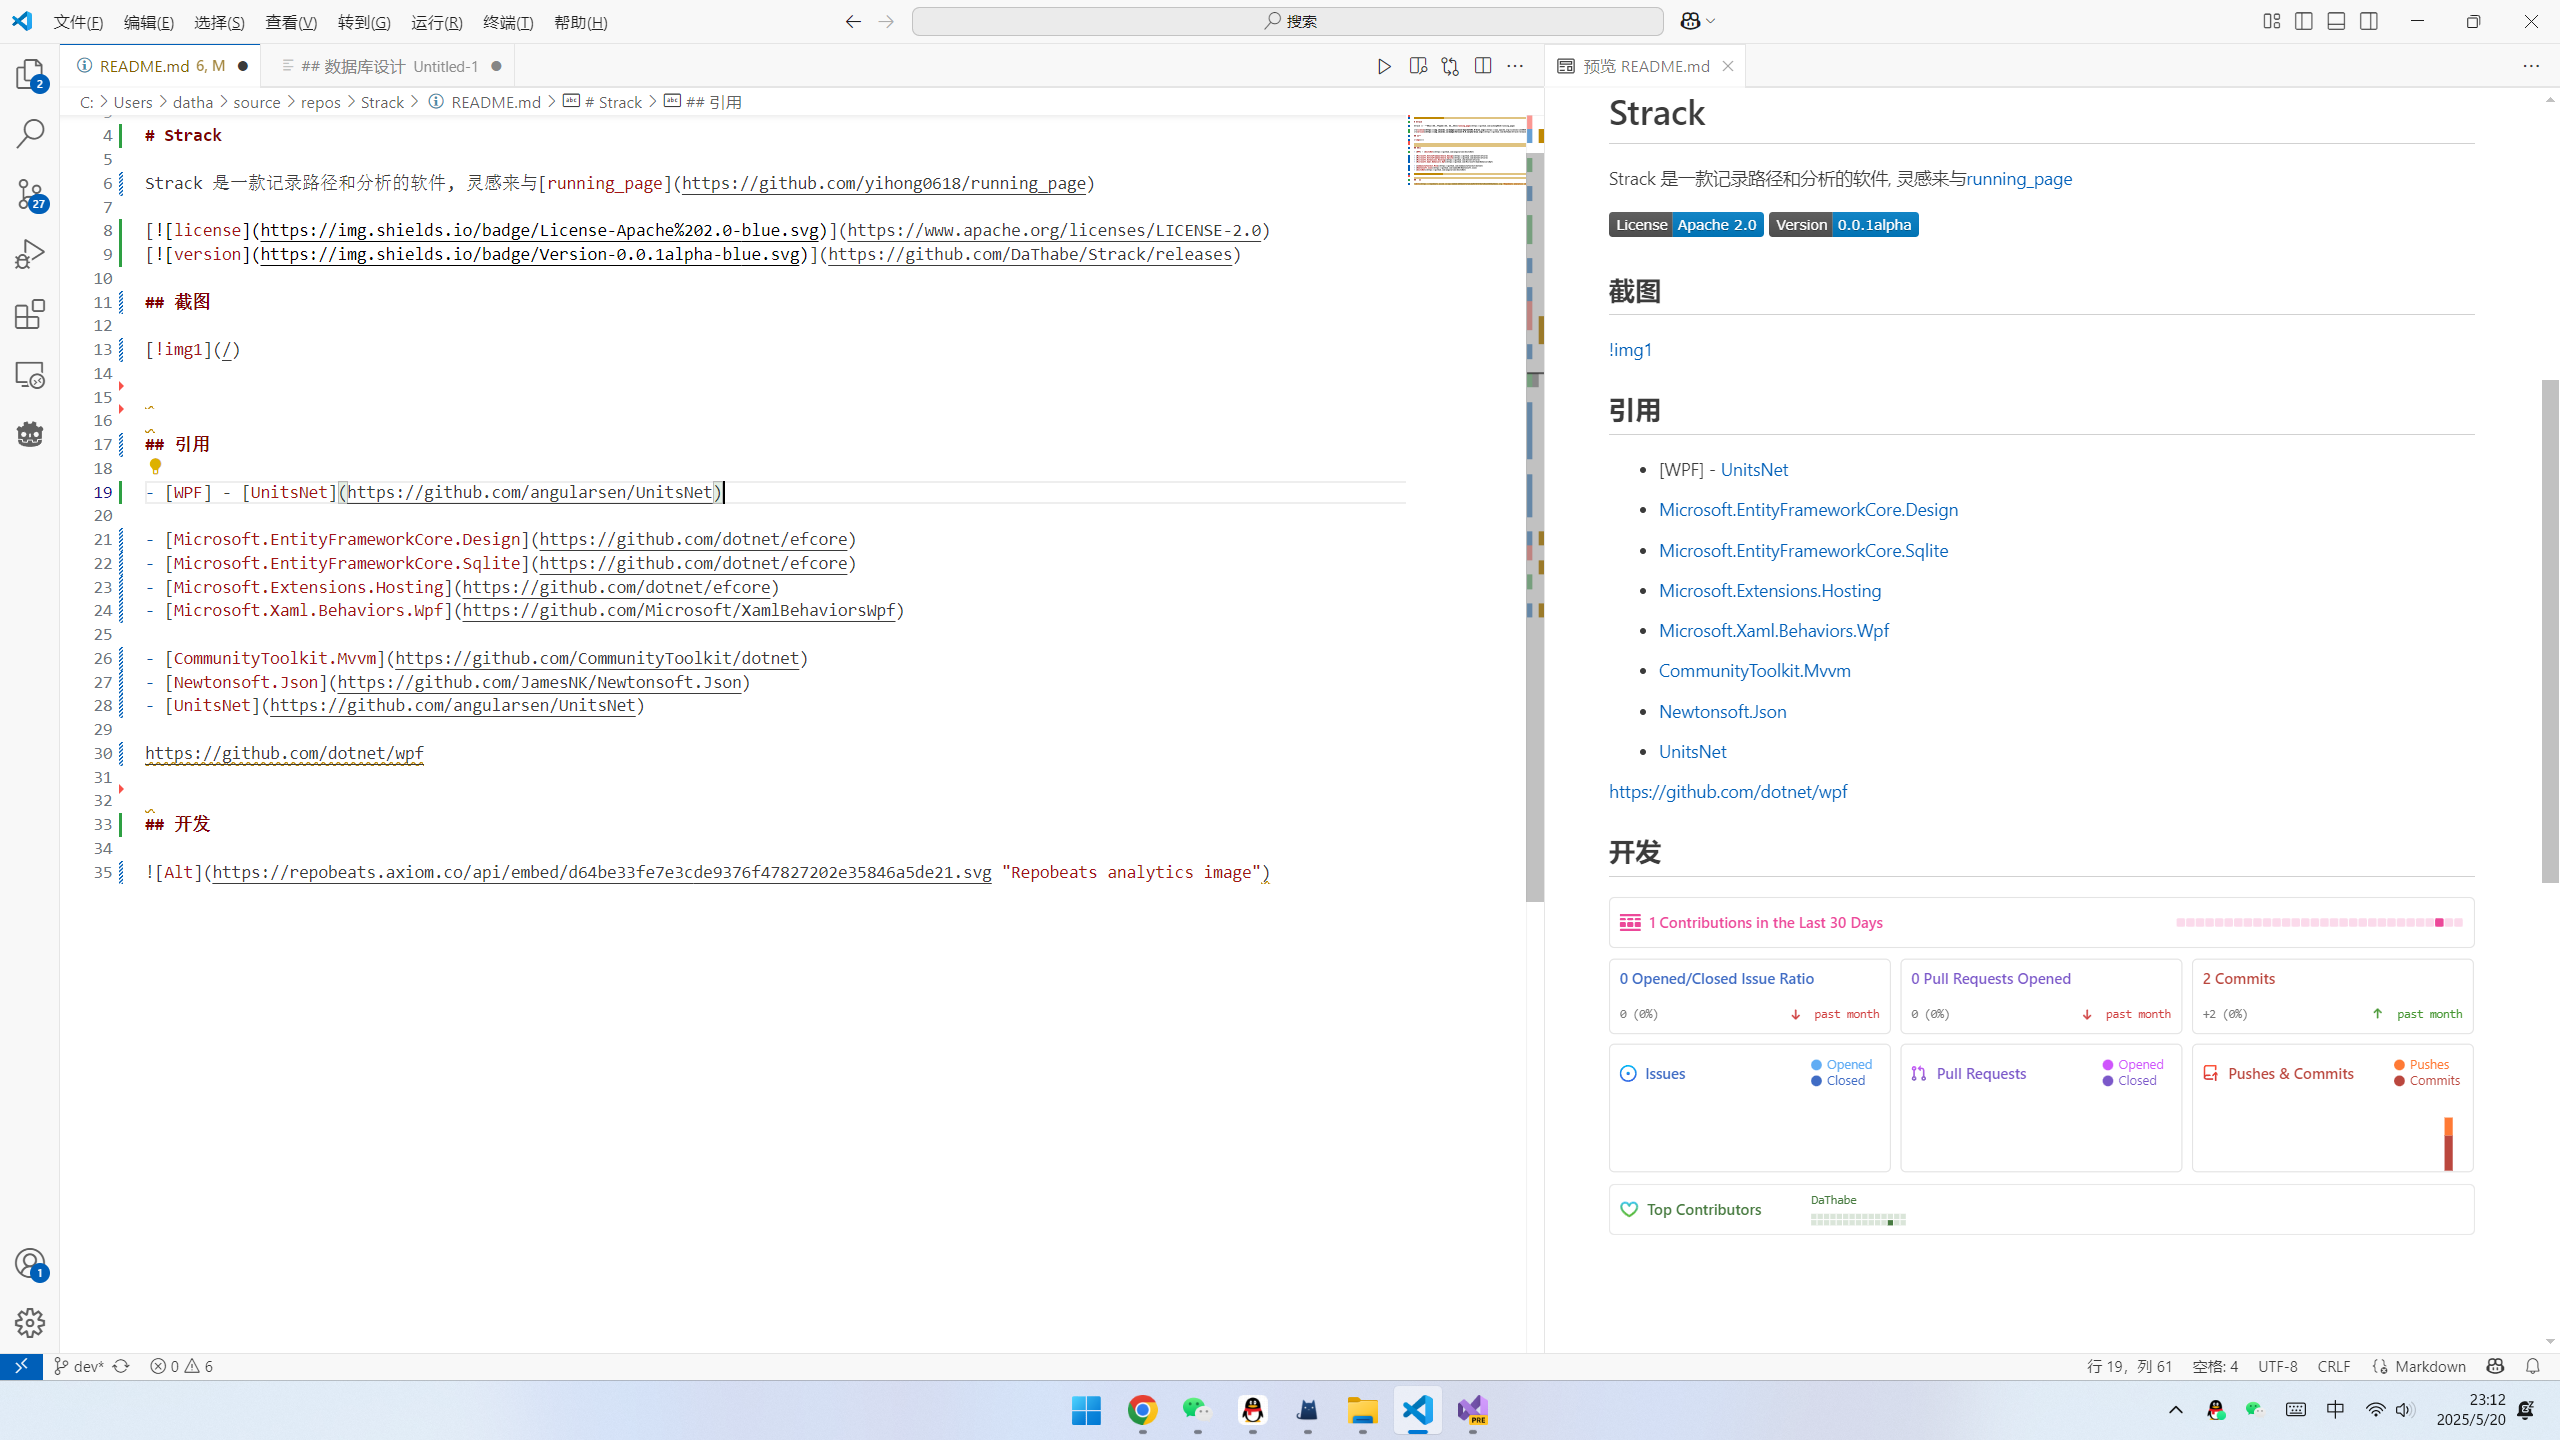 文件(F) 编辑(E) 选择(S) 查看(V) 转到(G) 运行(R) 终端(T) 帮助(H)
搜索
README.md 6, M
## 数据库设计 Untitled-1
预览 README.md
C: > Users > datha > source > repos > Strack > README.md > # Strack > ## 引用
4 # Strack
5
6 Strack 是一款记录路径和分析的软件, 灵感来与[running_page](https://github.com/yihong0618/running_page)
7
8 [![license](https://img.shields.io/badge/License-Apache%202.0-blue.svg)](https://www.apache.org/licenses/LICENSE-2.0)
9 [![version](https://img.shields.io/badge/Version-0.0.1alpha-blue.svg)](https://github.com/DaThabe/Strack/releases)
10
11 ## 截图
12
13 [!img1](/)
14
15
16
17 ## 引用
18
19 - [WPF] - [UnitsNet](https://github.com/angularsen/UnitsNet)
20
21 - [Microsoft.EntityFrameworkCore.Design](https://github.com/dotnet/efcore)
22 - [Microsoft.EntityFrameworkCore.Sqlite](https://github.com/dotnet/efcore)
23 - [Microsoft.Extensions.Hosting](https://github.com/dotnet/efcore)
24 - [Microsoft.Xaml.Behaviors.Wpf](https://github.com/Microsoft/XamlBehaviorsWpf)
25
26 - [CommunityToolkit.Mvvm](https://github.com/CommunityToolkit/dotnet)
27 - [Newtonsoft.Json](https://github.com/JamesNK/Newtonsoft.Json)
28 - [UnitsNet](https://github.com/angularsen/UnitsNet)
29
30 https://github.com/dotnet/wpf
31
32
33 ## 开发
34
35 ![Alt](https://repobeats.axiom.co/api/embed/d64be33fe7e3cde9376f47827202e35846a5de21.svg "Repobeats analytics image")
Strack
Strack 是一款记录路径和分析的软件, 灵感来与running_page
License Apache 2.0 Version 0.0.1alpha
截图
!img1
引用
• [WPF] - UnitsNet
• Microsoft.EntityFrameworkCore.Design
• Microsoft.EntityFrameworkCore.Sqlite
• Microsoft.Extensions.Hosting
• Microsoft.Xaml.Behaviors.Wpf
• CommunityToolkit.Mvvm
• Newtonsoft.Json
• UnitsNet
https://github.com/dotnet/wpf
开发
1 Contributions in the Last 30 Days
0 Opened/Closed Issue Ratio
0 (0%) ↓ past month
0 Pull Requests Opened
0 (0%) ↓ past month
2 Commits
+2 (0%) ↑ past month
Issues
Opened
Closed
Pull Requests
Opened
Closed
Pushes & Commits
Pushes
Commits
Top Contributors
DaThabe
2
27
1
dev* 0 6
行 19, 列 61 空格: 4 UTF-8 CRLF Markdown
PRE
中
23:12
2025/5/20